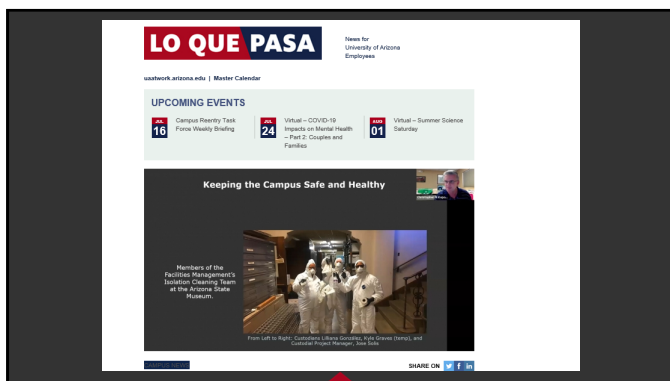 LO QUE PASA
News for
University of Arizona
Employees
uaatwork.arizona.edu | Master Calendar
UPCOMING EVENTS
JUL
16
Campus Reentry Task
Force Weekly Briefing
JUL
24
Virtual – COVID-19
Impacts on Mental Health
– Part 2: Couples and
Families
AUG
01
Virtual – Summer Science
Saturday
Keeping the Campus Safe and Healthy
Members of the
Facilities Management's
Isolation Cleaning Team
at the Arizona State
Museum.
From Left to Right: Custodians Lilliana González, Kyle Graves (temp), and
Custodial Project Manager, Jose Solis
CAMPUS NEWS
SHARE ON